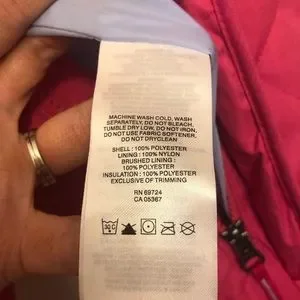 MACHINE WASH COLD, WASH
SEPARATELY, DO NOT BLEACH.
TUMBLE DRY LOW, DO NOT IRON.
DO NOT USE FABRIC SOFTENER.
DO NOT DRYCLEAN
SHELL : 100% POLYESTER
LINING : 100% NYLON
BRUSHED LINING :
100% POLYESTER
INSULATION : 100% POLYESTER
EXCLUSIVE OF TRIMMING
RN 69724
CA 05367